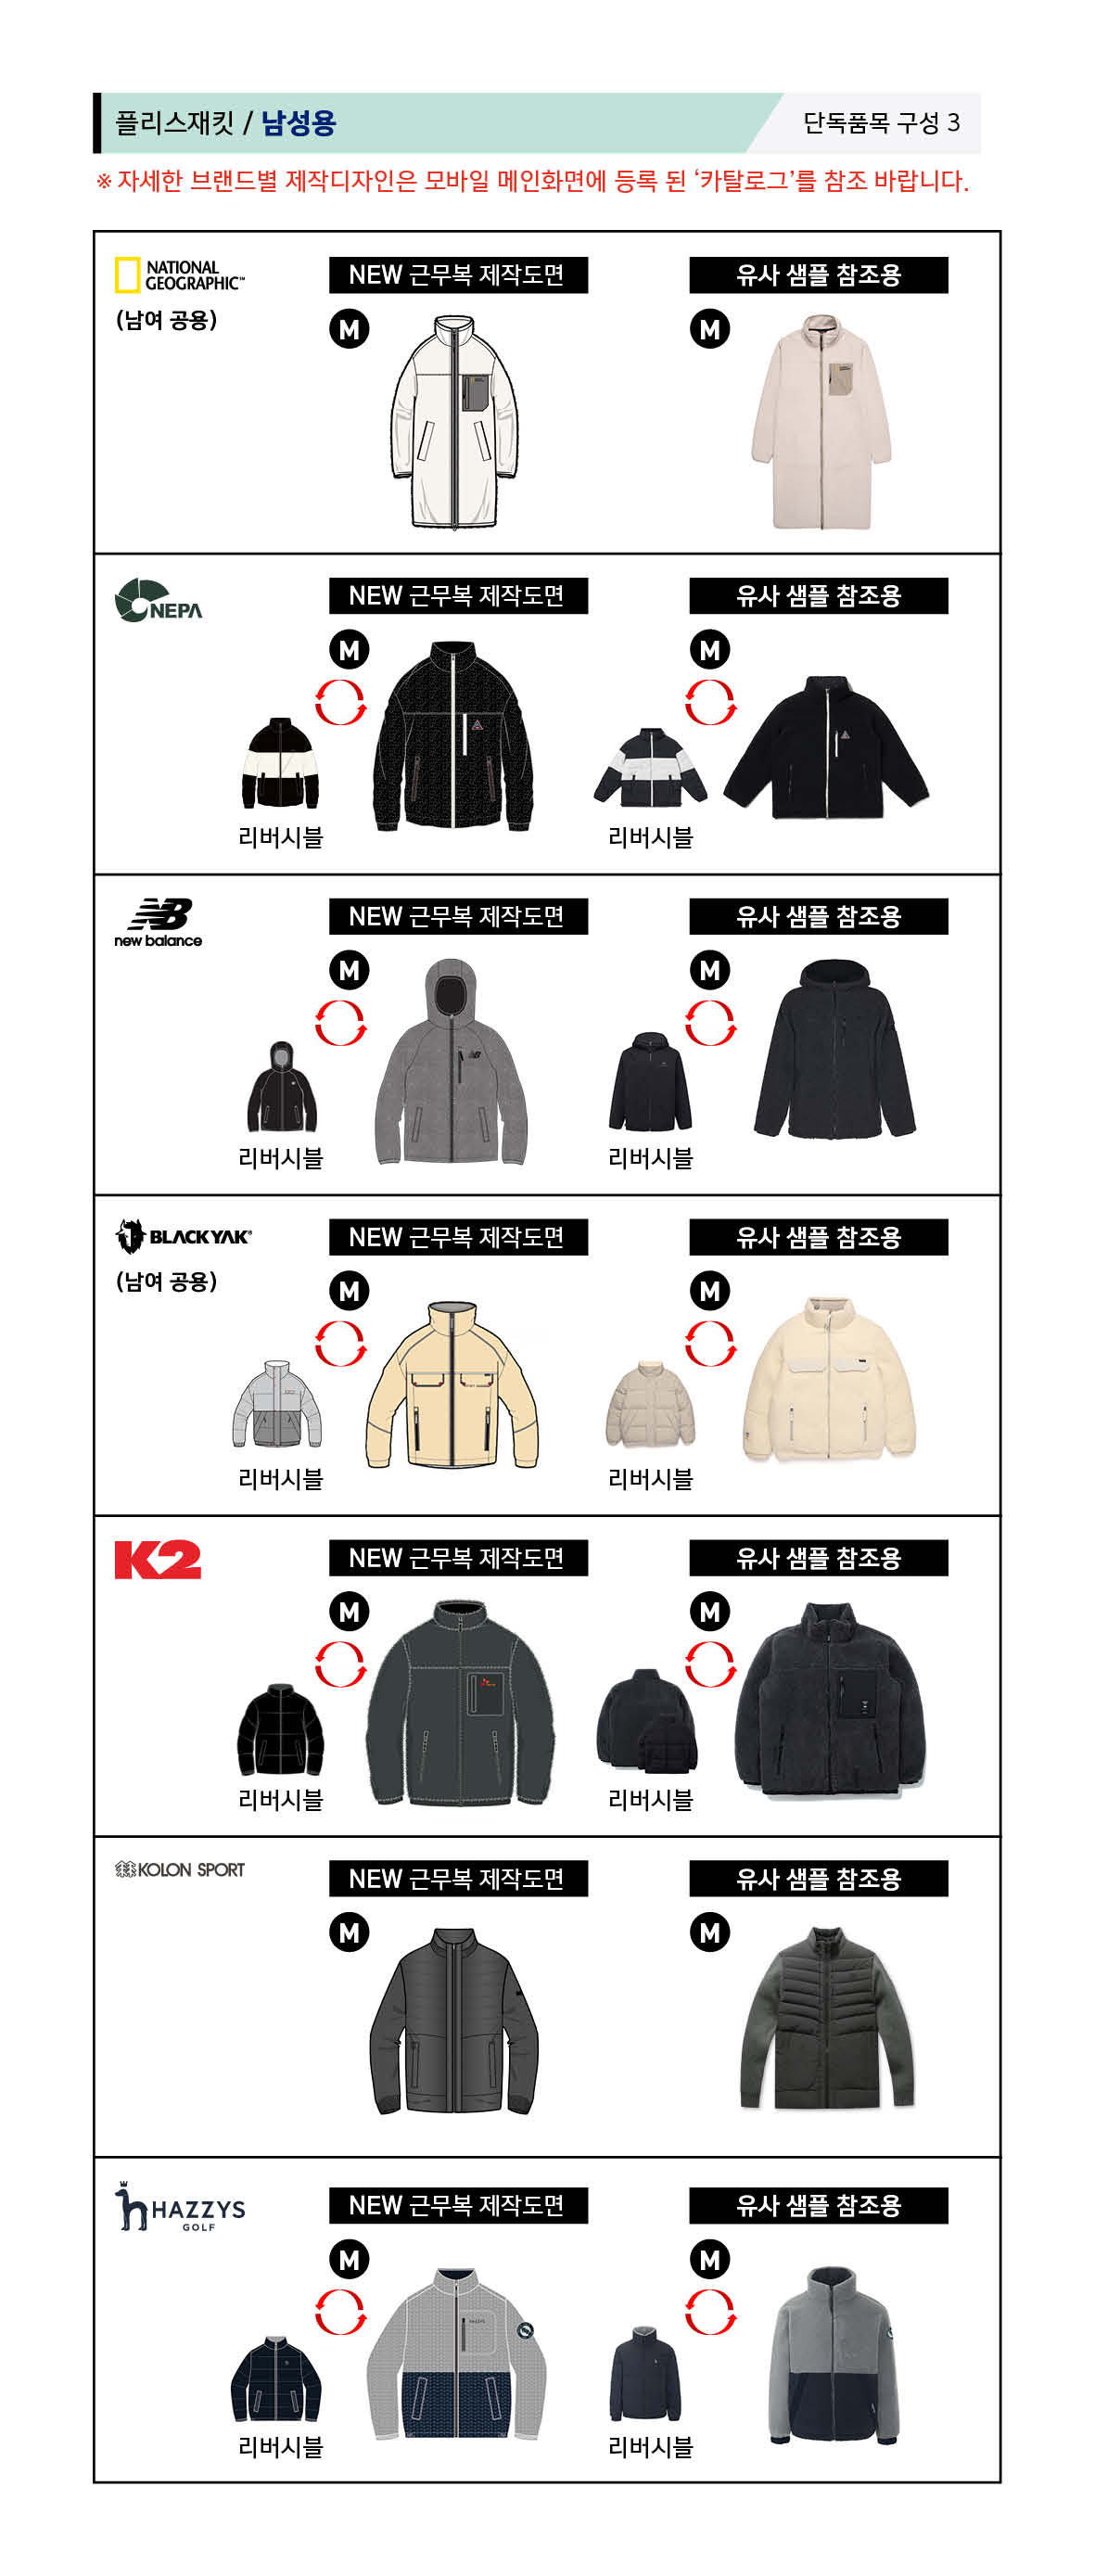 플리스재킷 / 남성용
단독품목 구성 3
※ 자세한 브랜드별 제작디자인은 모바일 메인화면에 등록 된 ‘카탈로그’를 참조 바랍니다.
NATIONAL
GEOGRAPHIC™
(남여 공용)
NEW 근무복 제작도면
유사 샘플 참조용
M
M
NEPA
NEW 근무복 제작도면
유사 샘플 참조용
M
M
리버시블
리버시블
NB
new balance
NEW 근무복 제작도면
유사 샘플 참조용
M
M
리버시블
리버시블
BLACKYAK®
(남여 공용)
NEW 근무복 제작도면
유사 샘플 참조용
M
M
리버시블
리버시블
K2
NEW 근무복 제작도면
유사 샘플 참조용
M
M
리버시블
리버시블
KOLON SPORT
NEW 근무복 제작도면
유사 샘플 참조용
M
M
HAZZYS
GOLF
NEW 근무복 제작도면
유사 샘플 참조용
M
M
HAZZYS
리버시블
리버시블